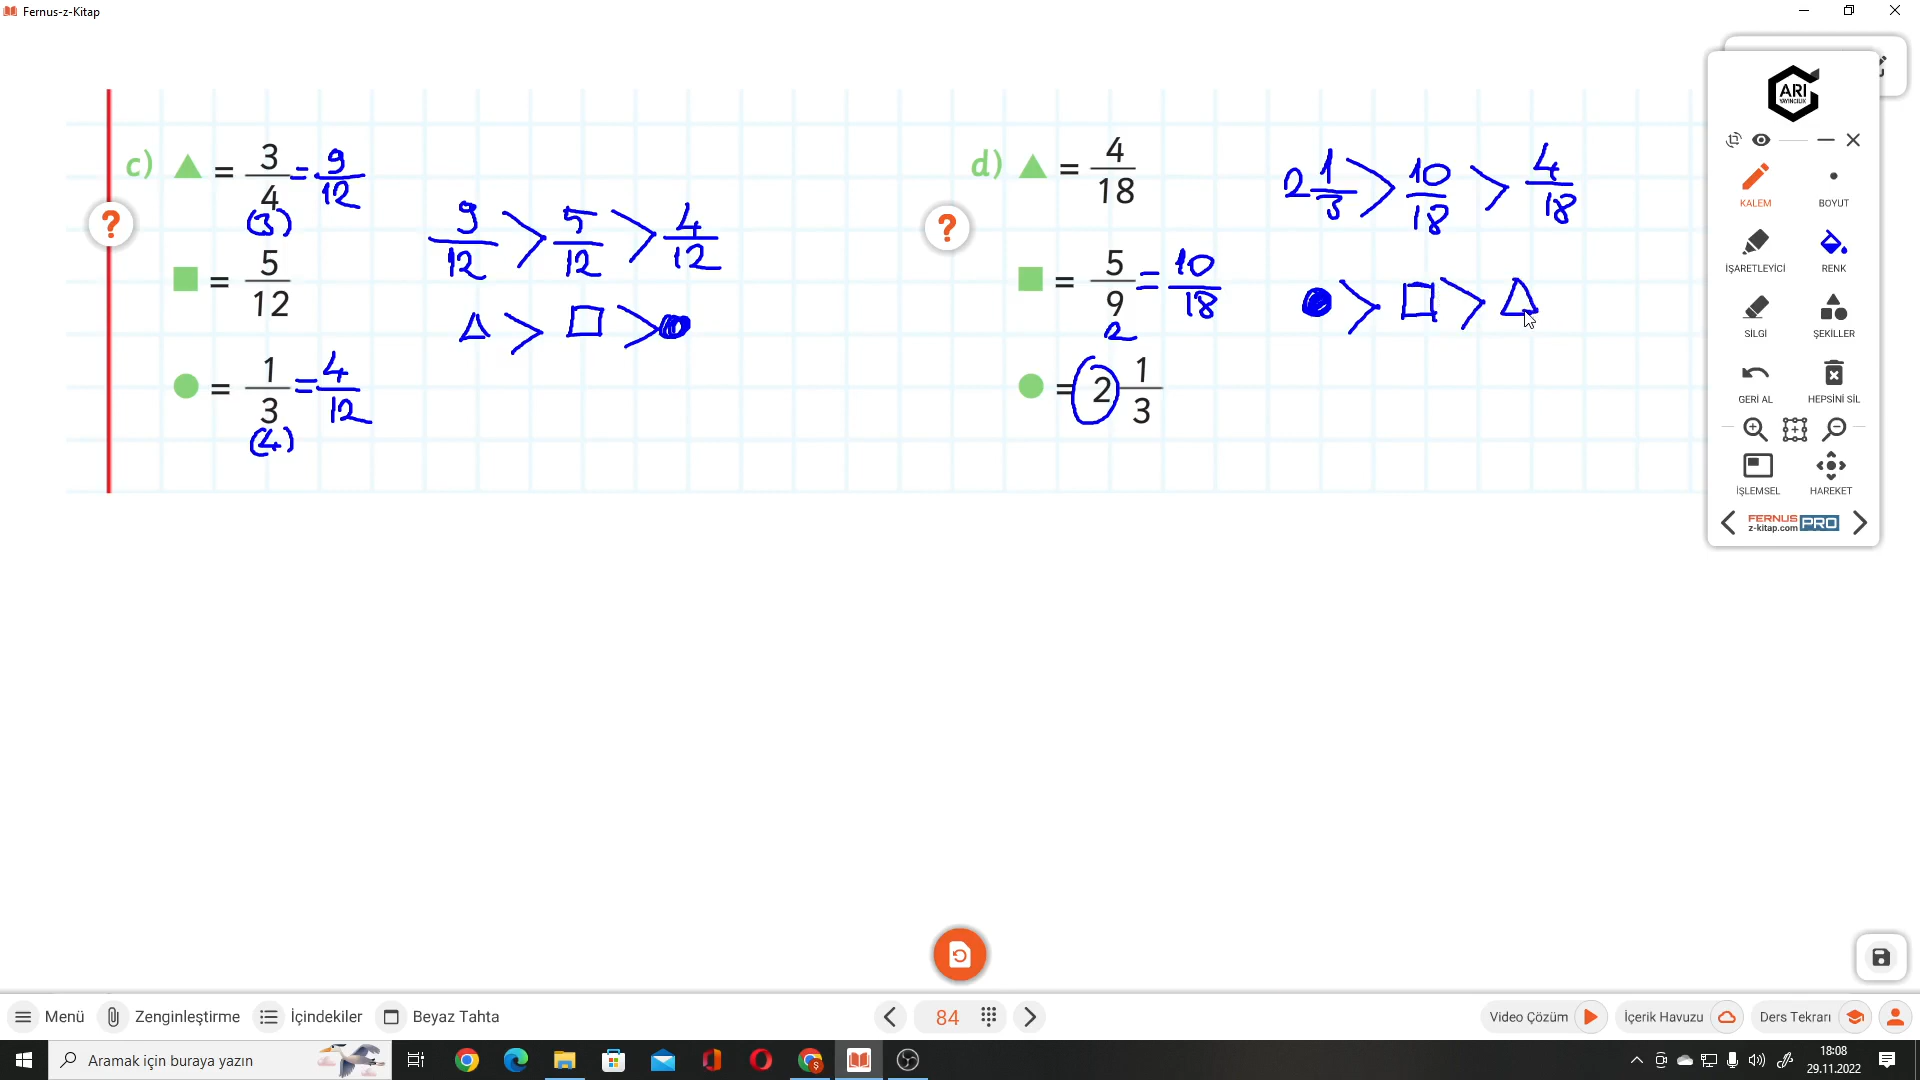 Fernus-z-Kitap
ARI
YAYINCILIK
c) ▲ = 3/4 = 9/12
(3)
■ = 5/12
● = 1/3 = 4/12
(4)
9/12 > 5/12 > 4/12
△ > □ > ●
d) ▲ = 4/18
■ = 5/9 = 10/18
2
● = 2 1/3
2 1/3 > 10/18 > 4/18
● > □ > △
?
?
KALEM
BOYUT
İŞARETLEYİCİ
RENK
SİLGİ
ŞEKİLLER
GERİ AL
HEPSİNİ SİL
İŞLEMSEL
HAREKET
FERNUS
z-kitap.com PRO
Menü
Zenginleştirme
İçindekiler
Beyaz Tahta
84
Video Çözüm
İçerik Havuzu
Ders Tekrarı
Aramak için buraya yazın
18:08
29.11.2022